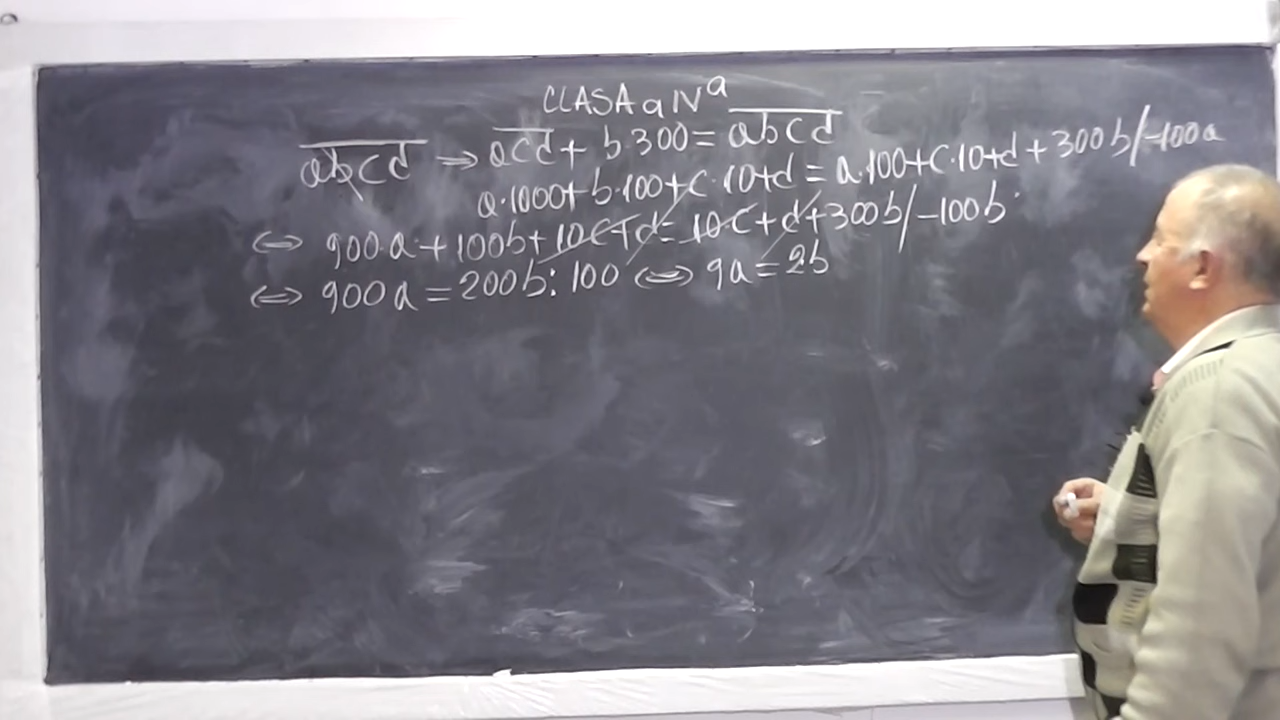 CLASA a IVª
abcd ⇒ acd + b·300 = abcd
a·1000+b·100+c·10+d = a·100+c·10+d+300b/-100a
⇔ 900·a+100b+10c+d=10c+d+300b/-100b
⇔ 900a=200b:100 ⇔ 9a=2b